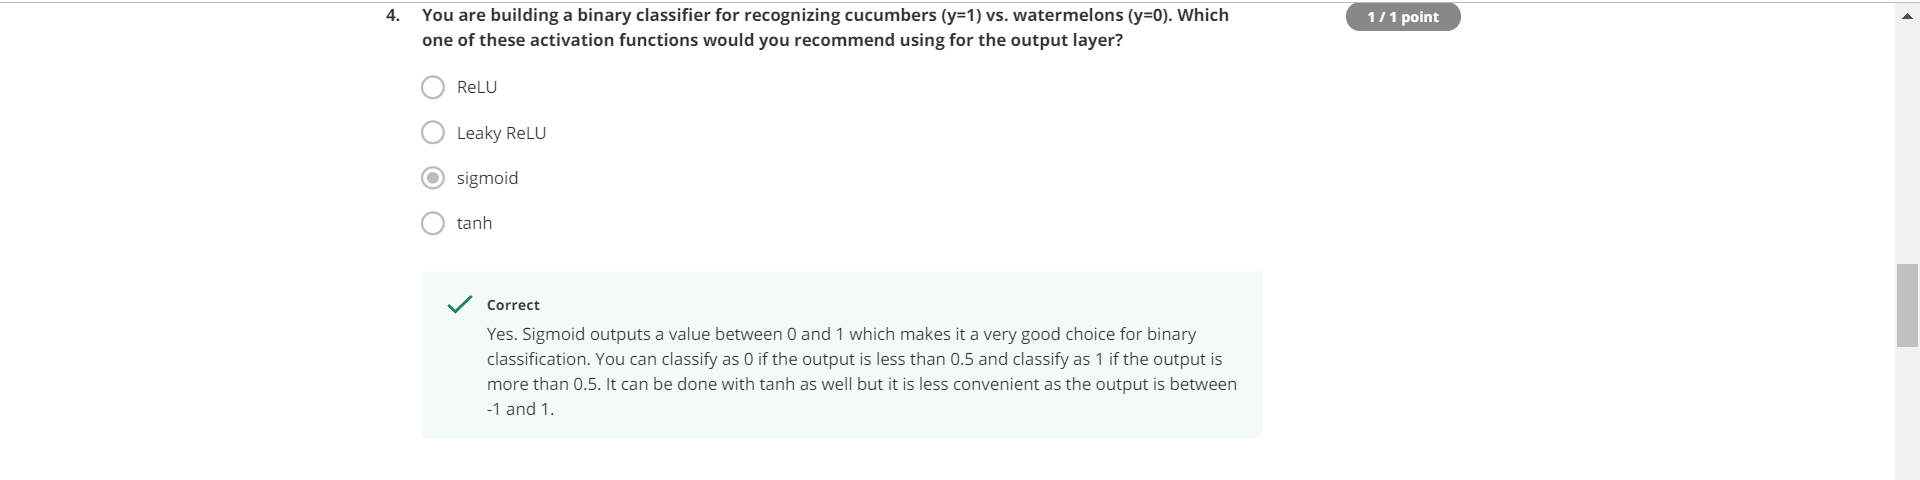 4. You are building a binary classifier for recognizing cucumbers (y=1) vs. watermelons (y=0). Which
one of these activation functions would you recommend using for the output layer?
1 / 1 point
ReLU
Leaky ReLU
sigmoid
tanh
Correct
Yes. Sigmoid outputs a value between 0 and 1 which makes it a very good choice for binary
classification. You can classify as 0 if the output is less than 0.5 and classify as 1 if the output is
more than 0.5. It can be done with tanh as well but it is less convenient as the output is between
-1 and 1.